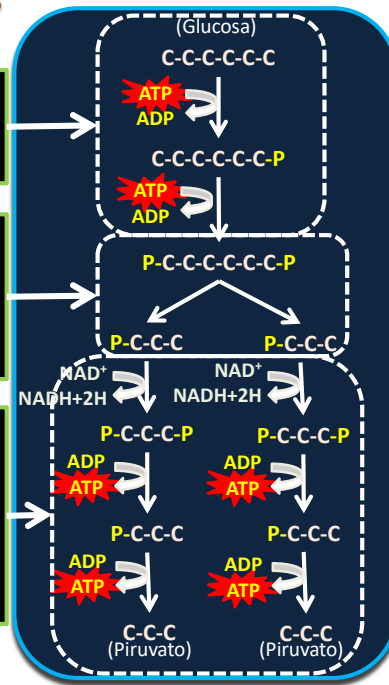 (Glucosa)
C-C-C-C-C-C
ATP
ADP
C-C-C-C-C-C-P
ATP
ADP
P-C-C-C-C-C-C-P
P-C-C-C P-C-C-C
NAD+ NAD+
NADH+2H NADH+2H
P-C-C-C-P P-C-C-C-P
ADP ADP
ATP ATP
P-C-C-C P-C-C-C
ADP ADP
ATP ATP
C-C-C C-C-C
(Piruvato) (Piruvato)